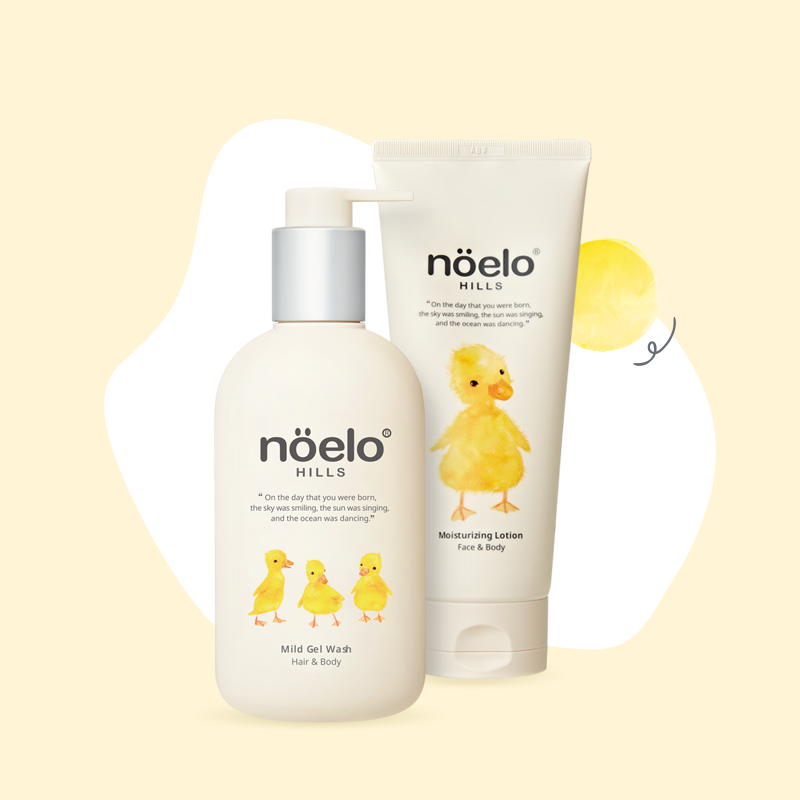 nöelo®
HILLS
“On the day that you were born,
the sky was smiling, the sun was singing,
and the ocean was dancing.”
Moisturizing Lotion
Face & Body
nöelo®
HILLS
“On the day that you were born,
the sky was smiling, the sun was singing,
and the ocean was dancing.”
Mild Gel Wash
Hair & Body